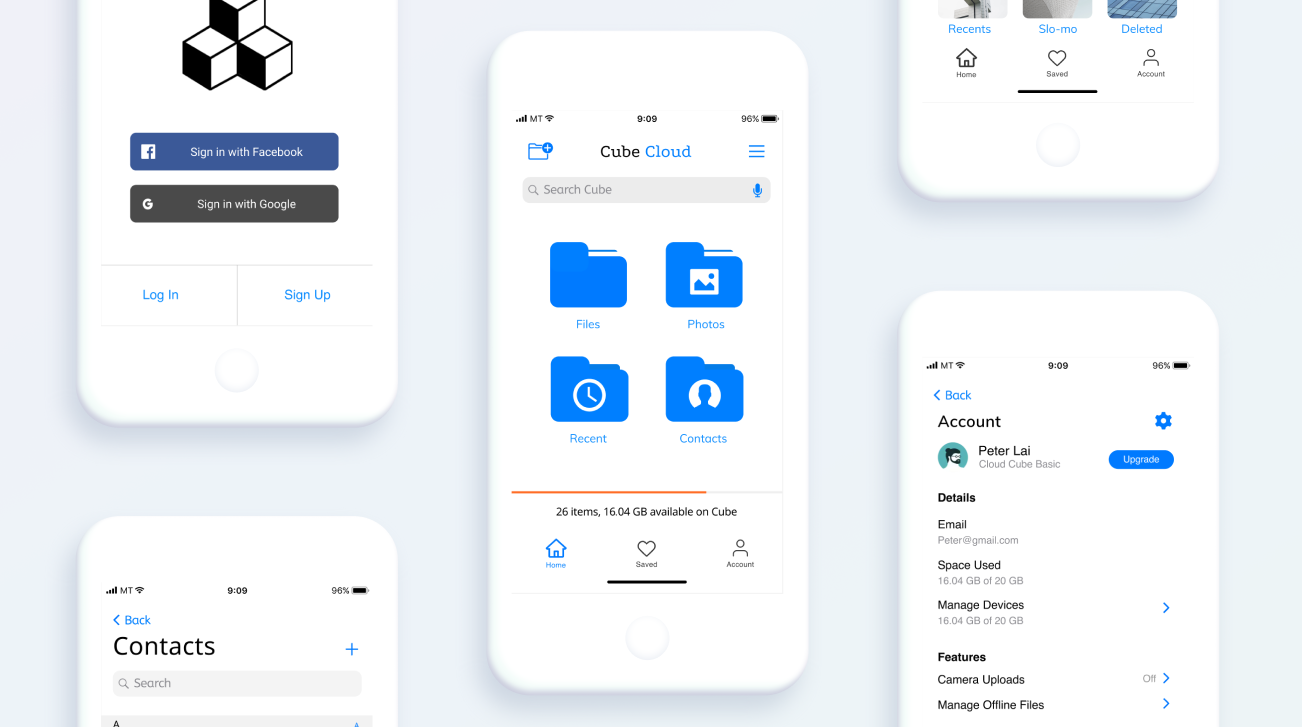 Sign in with Facebook
G Sign in with Google
Log In Sign Up
MT 9:09 96%
Back
Contacts
Search
A A
MT 9:09 96%
Cube Cloud
Search Cube
Files Photos
Recent Contacts
26 items, 16.04 GB available on Cube
Home Saved Account
Recents Slo-mo Deleted
Home Saved Account
MT 9:09 96%
Back
Account
Peter Lai
Cloud Cube Basic
Upgrade
Details
Email
Peter@gmail.com
Space Used
16.04 GB of 20 GB
Manage Devices
16.04 GB of 20 GB
Features
Camera Uploads Off
Manage Offline Files